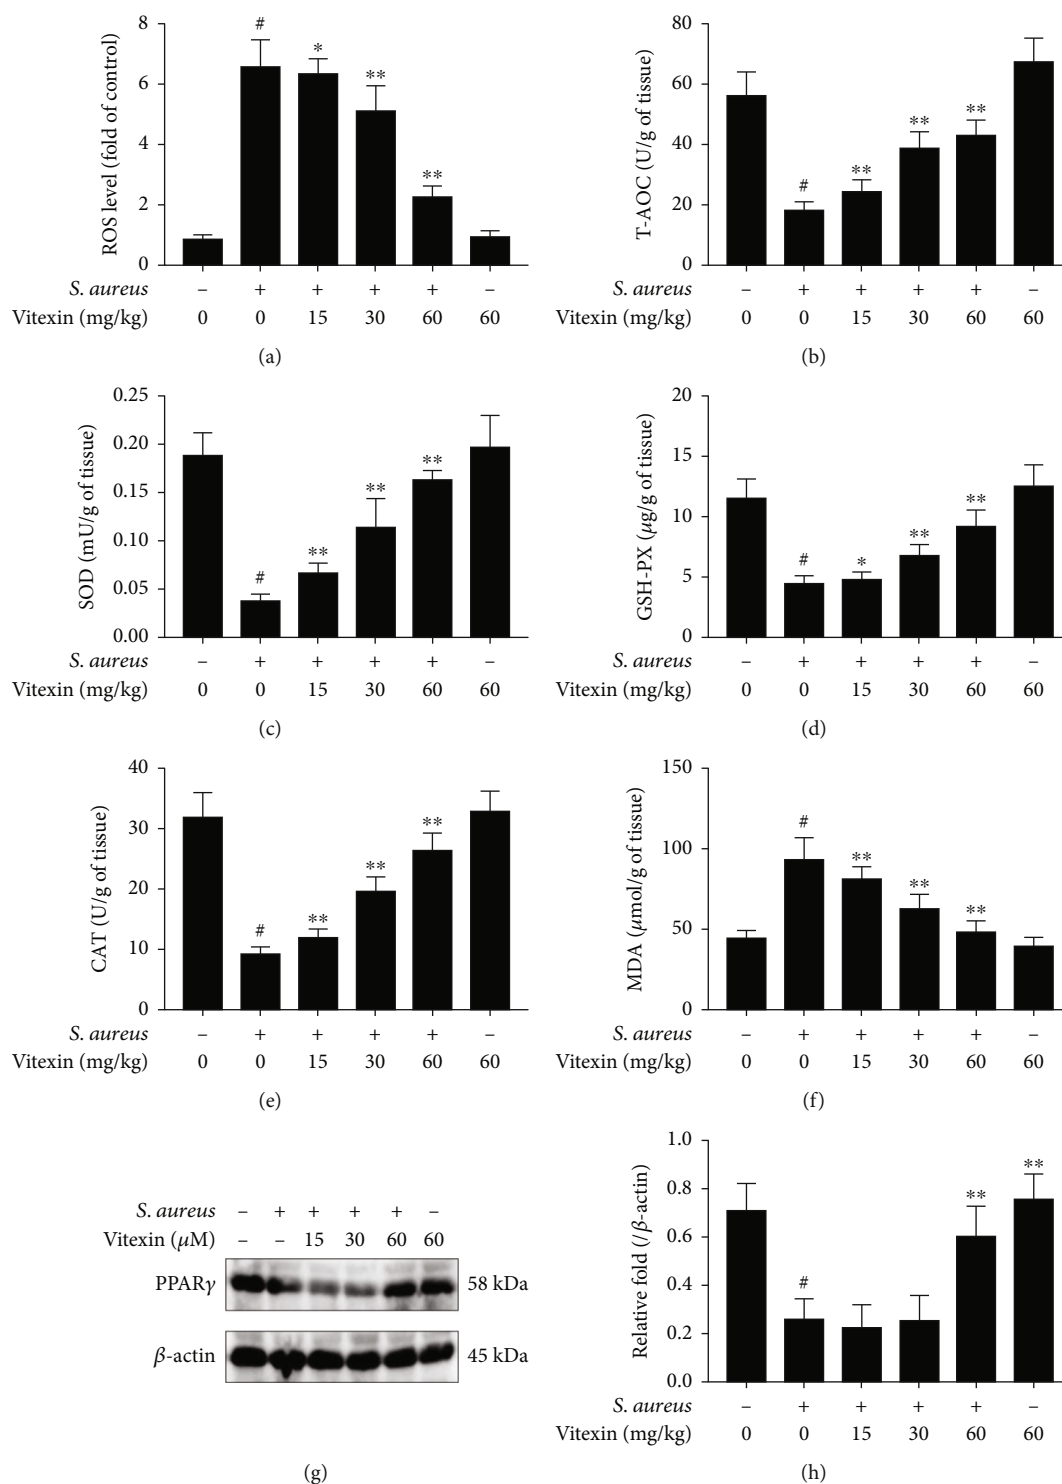 8
6
4
2
0
ROS level (fold of control)
#
*
**
**
S. aureus – + + + + –
Vitexin (mg/kg) 0 0 15 30 60 60
(a)
80
60
40
20
0
T-AOC (U/g of tissue)
#
**
**
**
S. aureus – + + + + –
Vitexin (mg/kg) 0 0 15 30 60 60
(b)
0.25
0.20
0.15
0.10
0.05
0.00
SOD (mU/g of tissue)
#
**
**
**
S. aureus – + + + + –
Vitexin (mg/kg) 0 0 15 30 60 60
(c)
20
15
10
5
0
GSH-PX (μg/g of tissue)
#
*
**
**
S. aureus – + + + + –
Vitexin (mg/kg) 0 0 15 30 60 60
(d)
40
30
20
10
0
CAT (U/g of tissue)
#
**
**
**
S. aureus – + + + + –
Vitexin (mg/kg) 0 0 15 30 60 60
(e)
150
100
50
0
MDA (μmol/g of tissue)
#
**
**
**
S. aureus – + + + + –
Vitexin (mg/kg) 0 0 15 30 60 60
(f)
S. aureus – + + + + –
Vitexin (μM) – – 15 30 60 60
PPARγ 58 kDa
β-actin 45 kDa
(g)
1.0
0.8
0.6
0.4
0.2
0.0
Relative fold (/β-actin)
#
**
**
S. aureus – + + + + –
Vitexin (mg/kg) 0 0 15 30 60 60
(h)